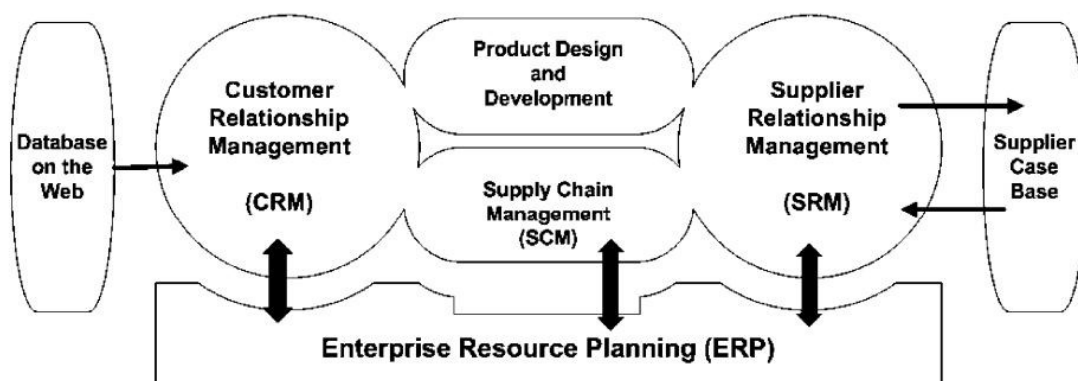 Database
on the
Web
Customer
Relationship
Management
(CRM)
Product Design
and
Development
Supply Chain
Management
(SCM)
Supplier
Relationship
Management
(SRM)
Supplier
Case
Base
Enterprise Resource Planning (ERP)